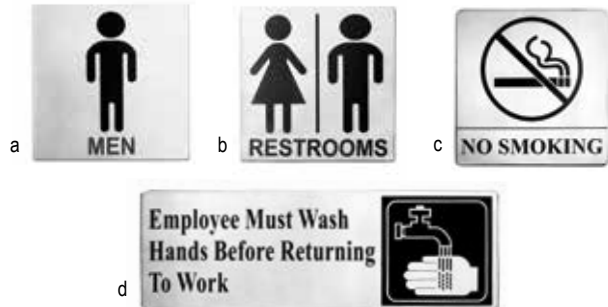 MEN
a
RESTROOMS
b
NO SMOKING
c
Employee Must Wash
Hands Before Returning
To Work
d